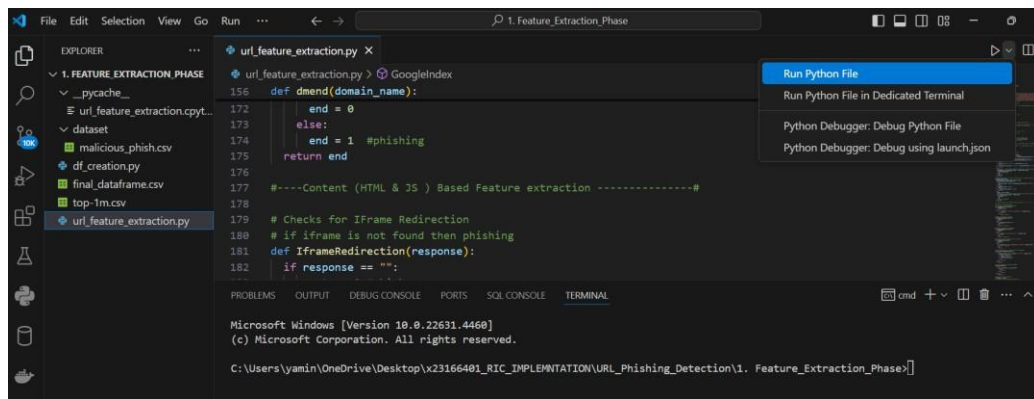 File Edit Selection View Go Run ...
1. Feature_Extraction_Phase
EXPLORER
1. FEATURE_EXTRACTION_PHASE
__pycache__
url_feature_extraction.cpyt...
dataset
malicious_phish.csv
df_creation.py
final_dataframe.csv
top-1m.csv
url_feature_extraction.py
10K
url_feature_extraction.py
url_feature_extraction.py > GoogleIndex
156 def dmend(domain_name):
172 end = 0
173 else:
174 end = 1 #phishing
175 return end
176
177 #----Content (HTML & JS ) Based Feature extraction ---------------#
178
179 # Checks for IFrame Redirection
180 # if iframe is not found then phishing
181 def IframeRedirection(response):
182 if response == "":
Run Python File
Run Python File in Dedicated Terminal
Python Debugger: Debug Python File
Python Debugger: Debug using launch.json
PROBLEMS OUTPUT DEBUG CONSOLE PORTS SQL CONSOLE TERMINAL
cmd
Microsoft Windows [Version 10.0.22631.4460]
(c) Microsoft Corporation. All rights reserved.
C:\Users\yamin\OneDrive\Desktop\x23166401_RIC_IMPLEMNTATION\URL_Phishing_Detection\1. Feature_Extraction_Phase>